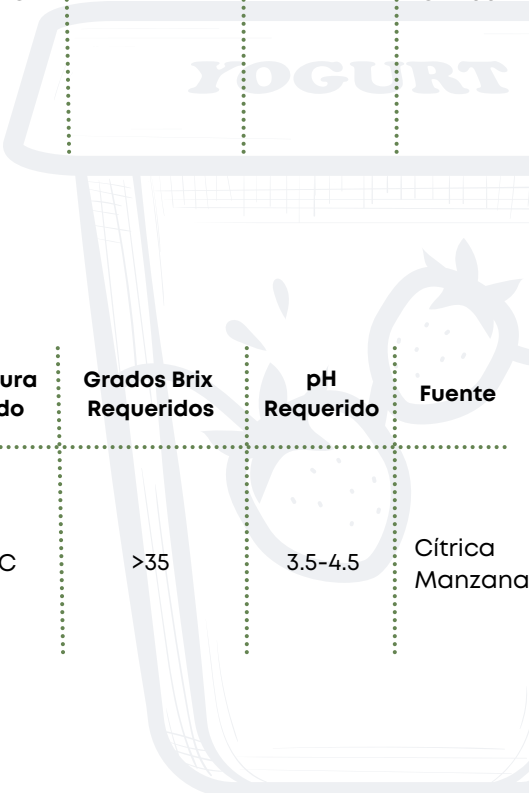 YOGURT
ura
do
Grados Brix
Requeridos
pH
Requerido
Fuente
C
>35
3.5-4.5
Cítrica
Manzana